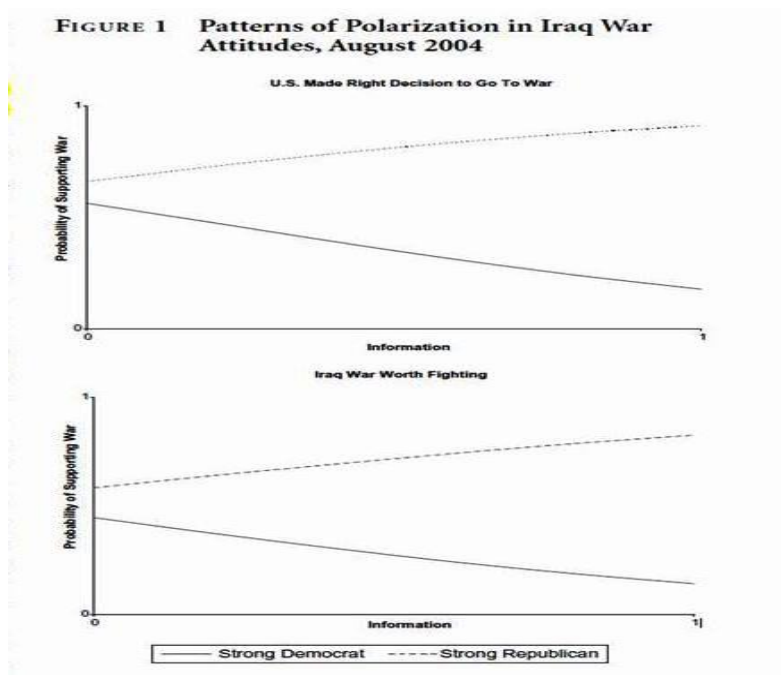 FIGURE 1 Patterns of Polarization in Iraq War
Attitudes, August 2004
U.S. Made Right Decision to Go To War
1
Probability of Supporting War
0
0
1
Information
Iraq War Worth Fighting
1
Probability of Supporting War
0
0
1
Information
Strong Democrat Strong Republican